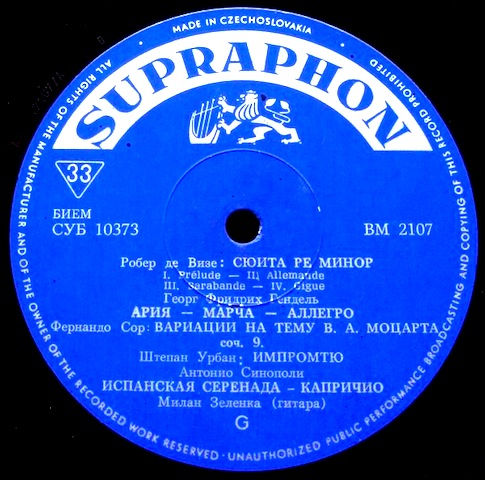 MADE IN CZECHOSLOVAKIA
ALL RIGHTS OF THE MANUFACTURER AND OF THE OWNER OF THE RECORDED WORK RESERVED · UNAUTHORIZED PUBLIC PERFORMANCE BROADCASTING AND COPYING OF THIS RECORD PROHIBITED
SUPRAPHON
33
БИЕМ
СУБ 10373
ВМ 2107
Робер де Визе: СЮИТА РЕ МИНОР
I. Prélude — II. Allemande
III. Sarabande — IV. Gigue
Георг Фридрих Гендель
АРИЯ — МАРЧА — АЛЛЕГРО
Фернандо Сор: ВАРИАЦИИ НА ТЕМУ В. А. МОЦАРТА,
соч. 9.
Штепан Урбан: ИМПРОМТЮ
Антонио Синополи
ИСПАНСКАЯ СЕРЕНАДА – КАПРИЧИО
Милан Зеленка (гитара)
G